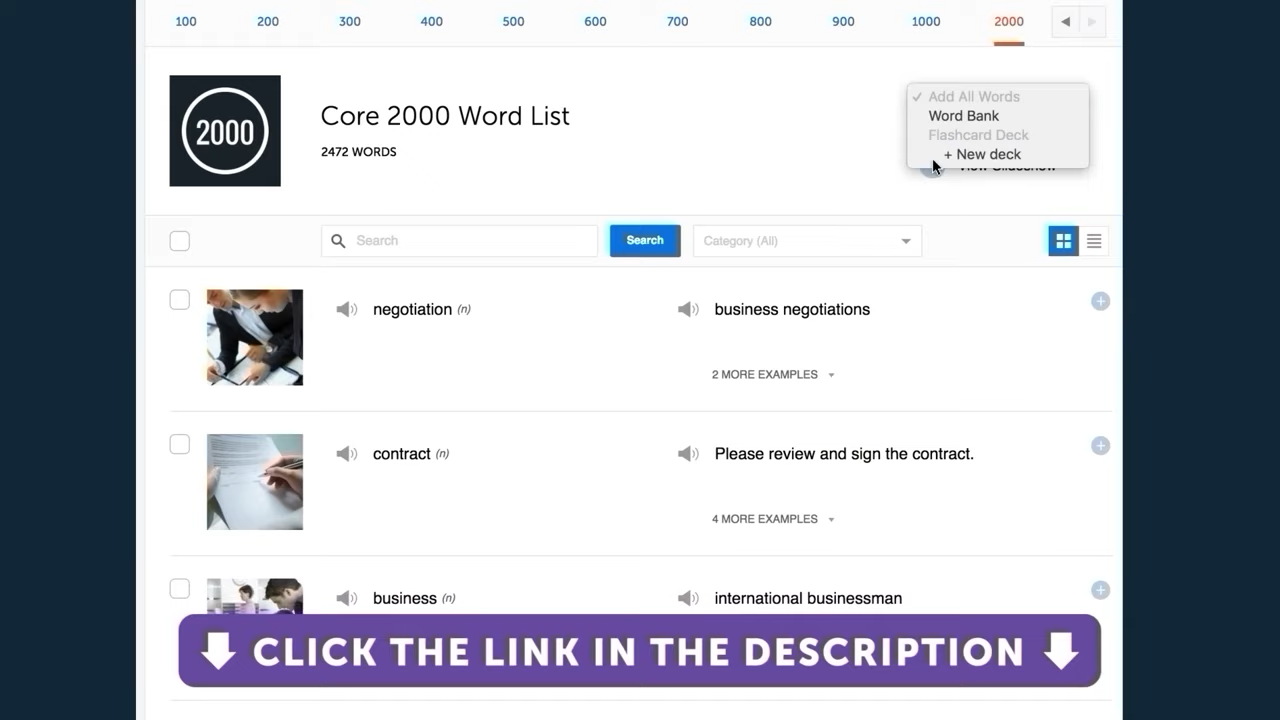 100 200 300 400 500 600 700 800 900 1000 2000
2000
Core 2000 Word List
2472 WORDS
Add All Words
Word Bank
Flashcard Deck
+ New deck
View Slideshow
Search
Search
Category (All)
negotiation (n)
business negotiations
2 MORE EXAMPLES
contract (n)
Please review and sign the contract.
4 MORE EXAMPLES
business (n)
international businessman
CLICK THE LINK IN THE DESCRIPTION